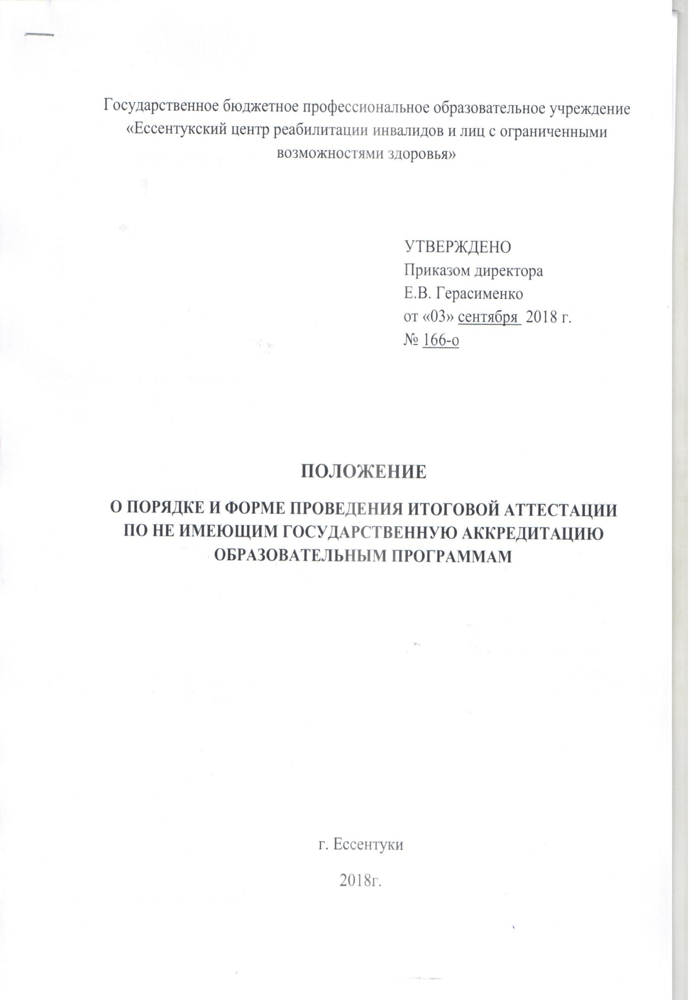 Государственное бюджетное профессиональное образовательное учреждение
«Ессентукский центр реабилитации инвалидов и лиц с ограниченными
возможностями здоровья»
УТВЕРЖДЕНО
Приказом директора
Е.В. Герасименко
от «03» сентября 2018 г.
№ 166-о
ПОЛОЖЕНИЕ
О ПОРЯДКЕ И ФОРМЕ ПРОВЕДЕНИЯ ИТОГОВОЙ АТТЕСТАЦИИ
ПО НЕ ИМЕЮЩИМ ГОСУДАРСТВЕННУЮ АККРЕДИТАЦИЮ
ОБРАЗОВАТЕЛЬНЫМ ПРОГРАММАМ
г. Ессентуки
2018г.